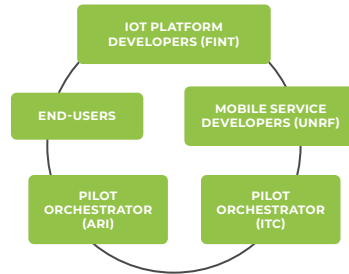 IOT PLATFORM
DEVELOPERS (FINT)
END-USERS
MOBILE SERVICE
DEVELOPERS (UNRF)
PILOT
ORCHESTRATOR
(ARI)
PILOT
ORCHESTRATOR
(ITC)